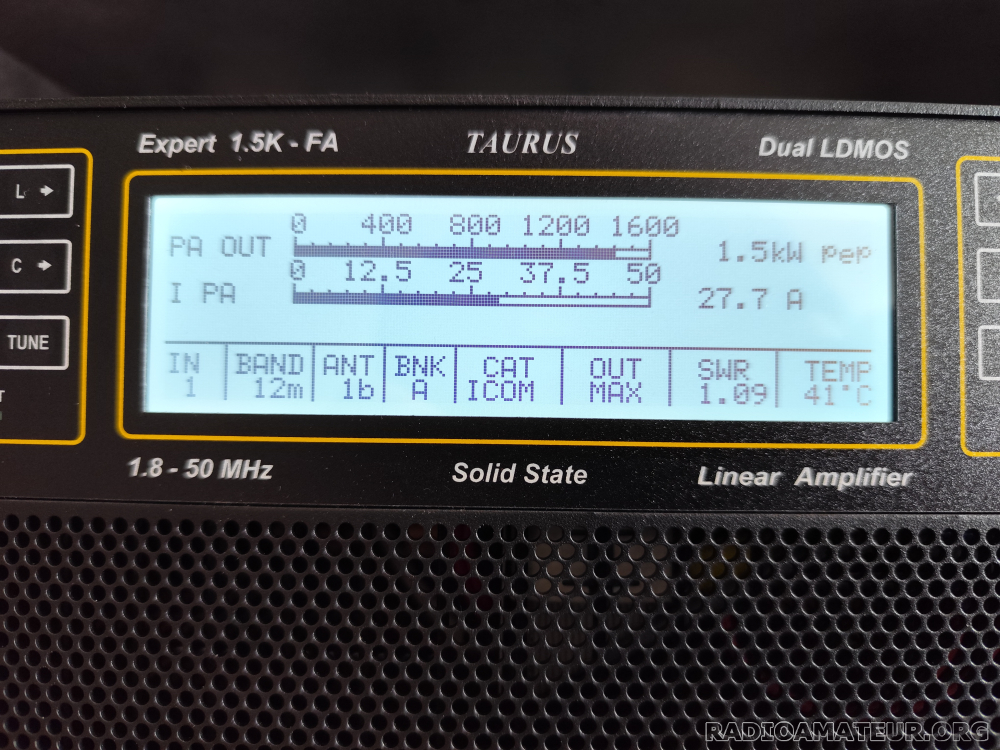 Expert 1.5K - FA TAURUS Dual LDMOS
L
C
TUNE
0 400 800 1200 1600
PA OUT 1.5kW pep
0 12.5 25 37.5 50
I PA 27.7 A
IN BAND ANT BNK CAT OUT SWR TEMP
1 12m 1b A ICOM MAX 1.09 41°C
1.8 - 50 MHz Solid State Linear Amplifier
RADIOAMATEUR.ORG